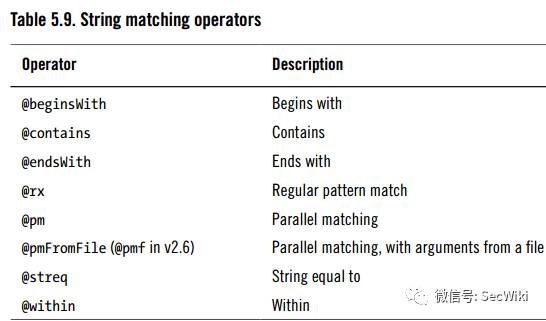 Table 5.9. String matching operators
Operator Description
@beginsWith Begins with
@contains Contains
@endsWith Ends with
@rx Regular pattern match
@pm Parallel matching
@pmFromFile (@pmf in v2.6) Parallel matching, with arguments from a file
@streq String equal to
@within Within
微信号: SecWiki